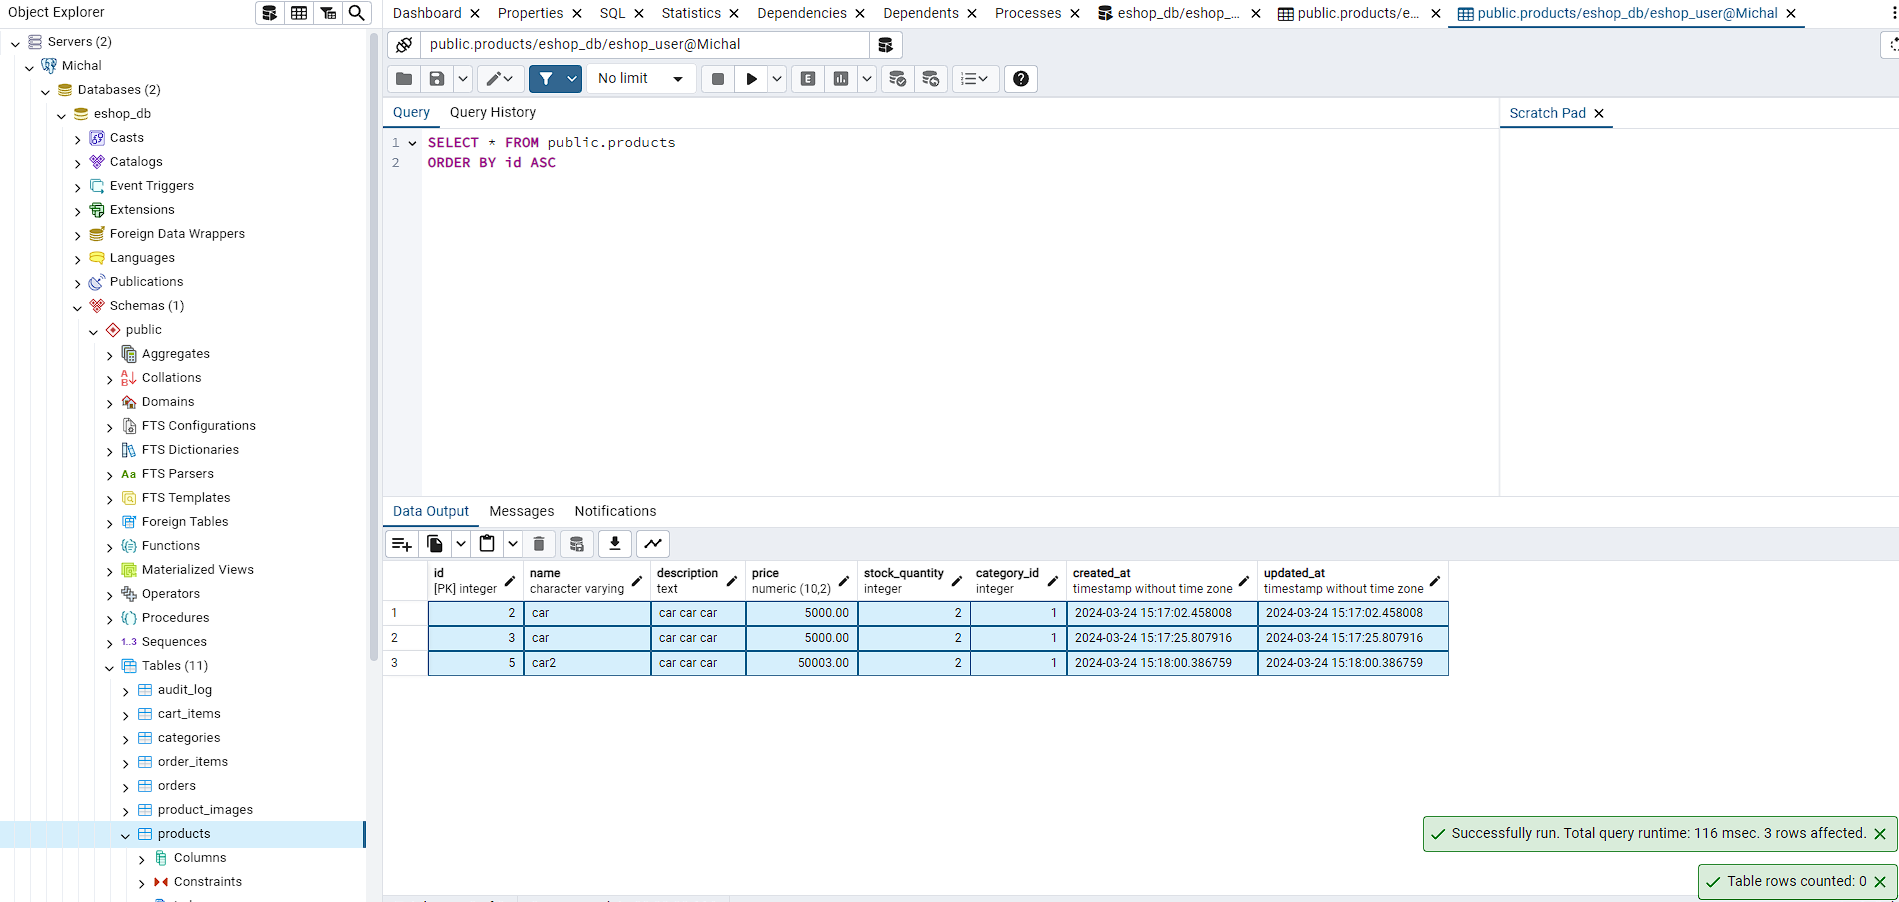 Object Explorer
Dashboard Properties SQL Statistics Dependencies Dependents Processes eshop_db/eshop_... public.products/e... public.products/eshop_db/eshop_user@Michal
public.products/eshop_db/eshop_user@Michal
No limit
Query Query History
Scratch Pad
1 SELECT * FROM public.products
2 ORDER BY id ASC
Servers (2)
Michal
Databases (2)
eshop_db
Casts
Catalogs
Event Triggers
Extensions
Foreign Data Wrappers
Languages
Publications
Schemas (1)
public
Aggregates
Collations
Domains
FTS Configurations
FTS Dictionaries
Aa FTS Parsers
FTS Templates
Foreign Tables
Functions
Materialized Views
Operators
Procedures
1..3 Sequences
Tables (11)
audit_log
cart_items
categories
order_items
orders
product_images
products
Columns
Constraints
Data Output Messages Notifications
id name description price stock_quantity category_id created_at updated_at
[PK] integer character varying text numeric (10,2) integer integer timestamp without time zone timestamp without time zone
1 2 car car car car 5000.00 2 1 2024-03-24 15:17:02.458008 2024-03-24 15:17:02.458008
2 3 car car car car 5000.00 2 1 2024-03-24 15:17:25.807916 2024-03-24 15:17:25.807916
3 5 car2 car car car 50003.00 2 1 2024-03-24 15:18:00.386759 2024-03-24 15:18:00.386759
Successfully run. Total query runtime: 116 msec. 3 rows affected.
Table rows counted: 0